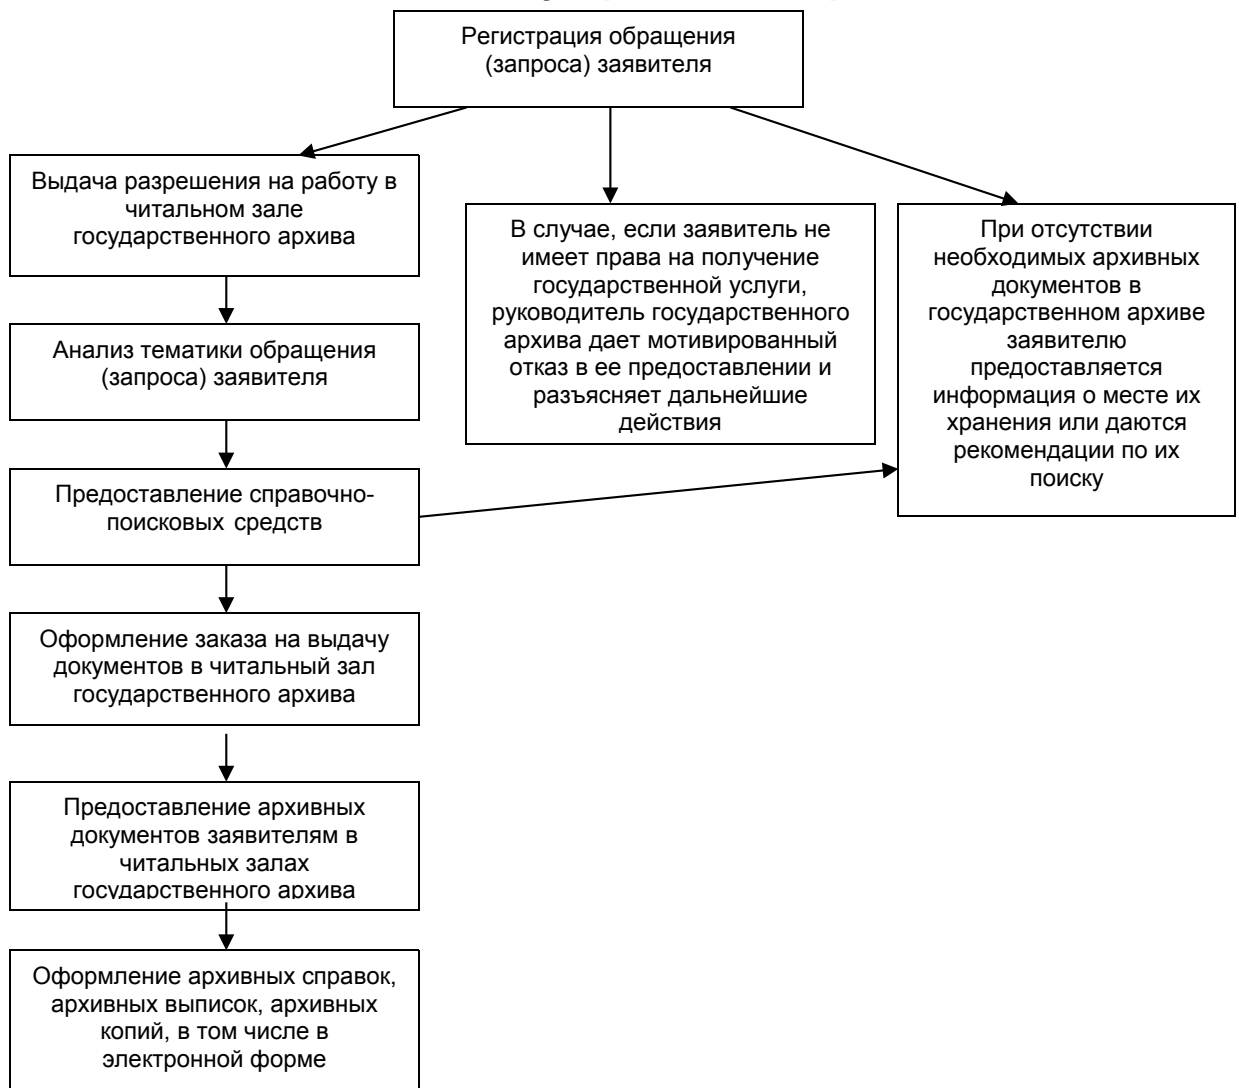 Регистрация обращения
(запроса) заявителя
Выдача разрешения на работу в
читальном зале
государственного архива
В случае, если заявитель не
имеет права на получение
государственной услуги,
руководитель государственного
архива дает мотивированный
отказ в ее предоставлении и
разъясняет дальнейшие
действия
При отсутствии
необходимых архивных
документов в
государственном архиве
заявителю
предоставляется
информация о месте их
хранения или даются
рекомендации по их
поиску
Анализ тематики обращения
(запроса) заявителя
Предоставление справочно-
поисковых средств
Оформление заказа на выдачу
документов в читальный зал
государственного архива
Предоставление архивных
документов заявителям в
читальных залах
государственного архива
Оформление архивных справок,
архивных выписок, архивных
копий, в том числе в
электронной форме